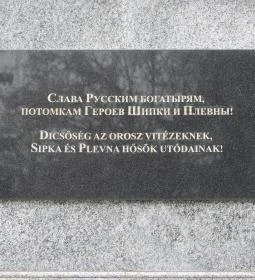 Слава Русским богатырям,
потомкам Героев Шипки и Плевны!
Dicsőség az orosz vitézeknek,
Sipka és Plevna hősök utódainak!